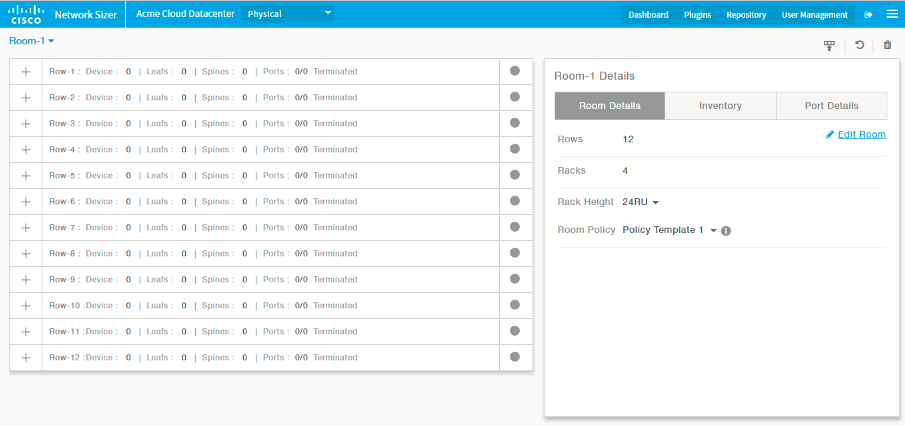 CISCO Network Sizer Acme Cloud Datacenter Physical Dashboard Plugins Repository User Management
Room-1
Row-1 : Device : 0 | Leafs : 0 | Spines : 0 | Ports : 0/0 Terminated
Row-2 : Device : 0 | Leafs : 0 | Spines : 0 | Ports : 0/0 Terminated
Row-3 : Device : 0 | Leafs : 0 | Spines : 0 | Ports : 0/0 Terminated
Row-4 : Device : 0 | Leafs : 0 | Spines : 0 | Ports : 0/0 Terminated
Row-5 : Device : 0 | Leafs : 0 | Spines : 0 | Ports : 0/0 Terminated
Row-6 : Device : 0 | Leafs : 0 | Spines : 0 | Ports : 0/0 Terminated
Row-7 : Device : 0 | Leafs : 0 | Spines : 0 | Ports : 0/0 Terminated
Row-8 : Device : 0 | Leafs : 0 | Spines : 0 | Ports : 0/0 Terminated
Row-9 : Device : 0 | Leafs : 0 | Spines : 0 | Ports : 0/0 Terminated
Row-10 :Device : 0 | Leafs : 0 | Spines : 0 | Ports : 0/0 Terminated
Row-11 :Device : 0 | Leafs : 0 | Spines : 0 | Ports : 0/0 Terminated
Row-12 :Device : 0 | Leafs : 0 | Spines : 0 | Ports : 0/0 Terminated
Room-1 Details
Room Details Inventory Port Details
Rows 12 Edit Room
Racks 4
Rack Height 24RU
Room Policy Policy Template 1